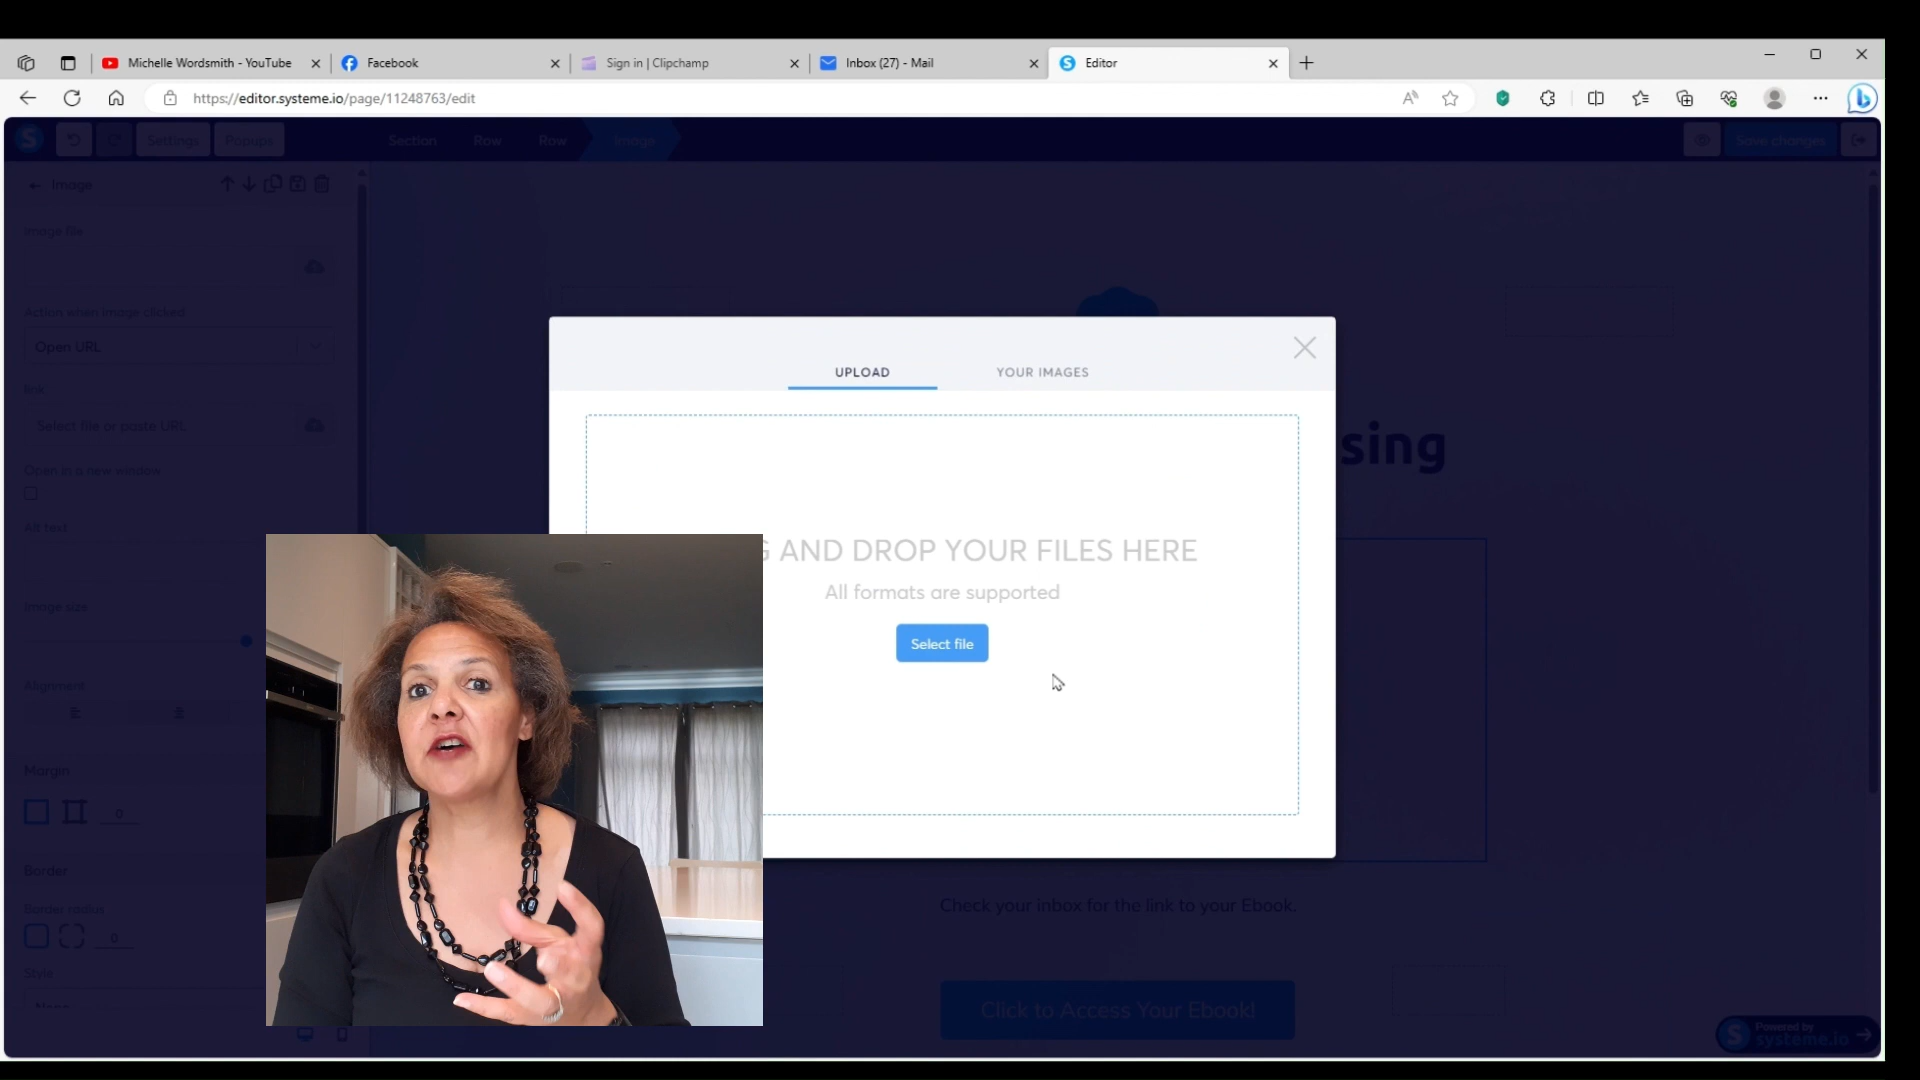 Michelle Wordsmith - YouTube
Facebook
Sign in | Clipchamp
Inbox (27) - Mail
Editor
https://editor.systeme.io/page/11248763/edit
Settings
Popups
Section
Row
Row
Image
Save changes
Image
Image file
Action when image clicked
Open URL
link
Select file or paste URL
Open in a new window
Alt text
Image size
Alignment
Margin
0
Border
Border radius
0
Style
None
UPLOAD
YOUR IMAGES
G AND DROP YOUR FILES HERE
All formats are supported
Select file
sing
Check your inbox for the link to your Ebook.
Click to Access Your Ebook!
Powered by
systeme.io